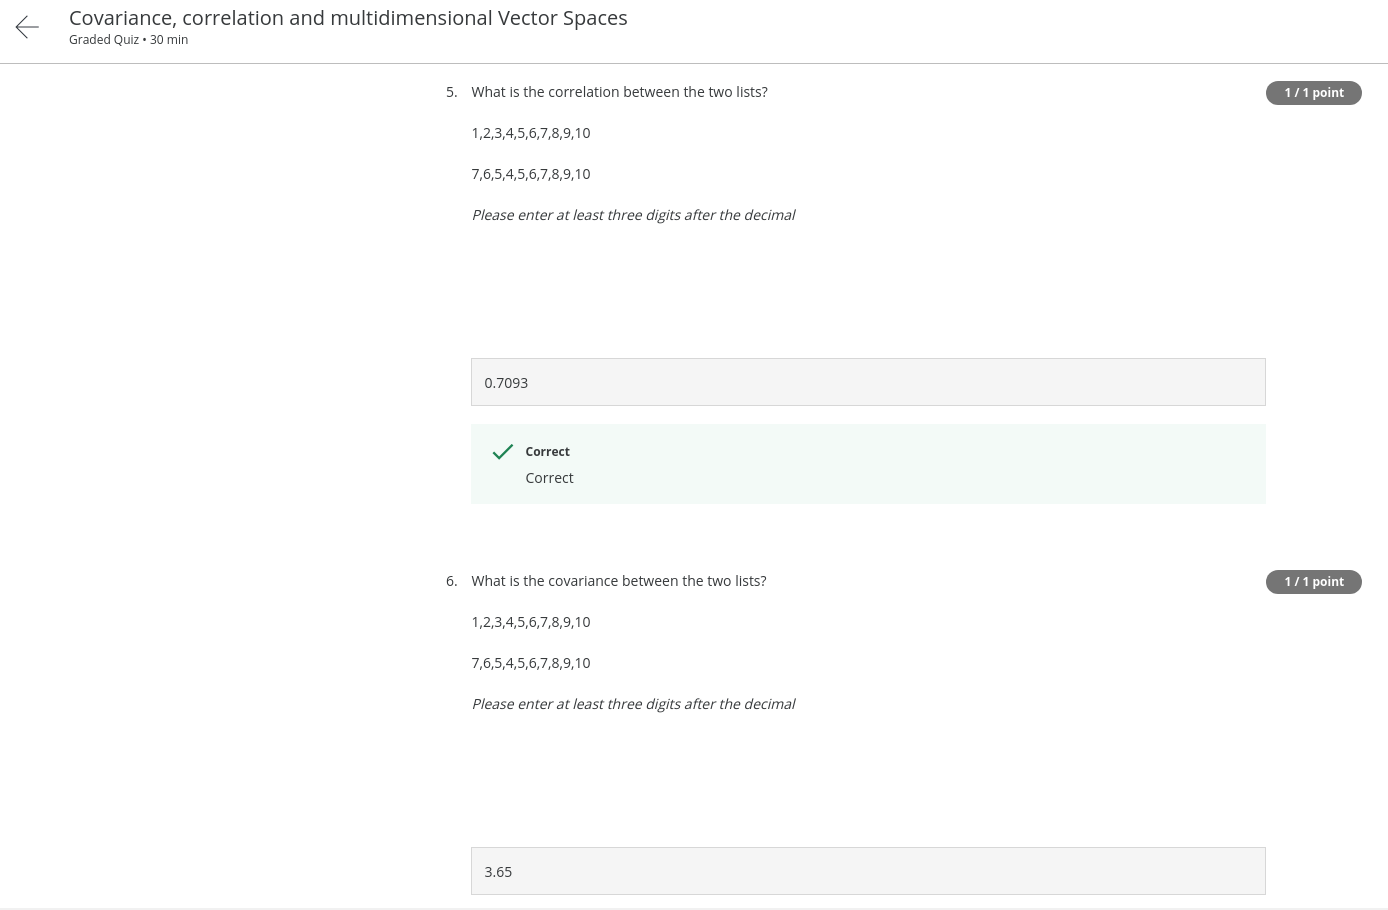 Covariance, correlation and multidimensional Vector Spaces
Graded Quiz • 30 min
5. What is the correlation between the two lists?
1 / 1 point
1,2,3,4,5,6,7,8,9,10
7,6,5,4,5,6,7,8,9,10
Please enter at least three digits after the decimal
0.7093
Correct
Correct
6. What is the covariance between the two lists?
1 / 1 point
1,2,3,4,5,6,7,8,9,10
7,6,5,4,5,6,7,8,9,10
Please enter at least three digits after the decimal
3.65